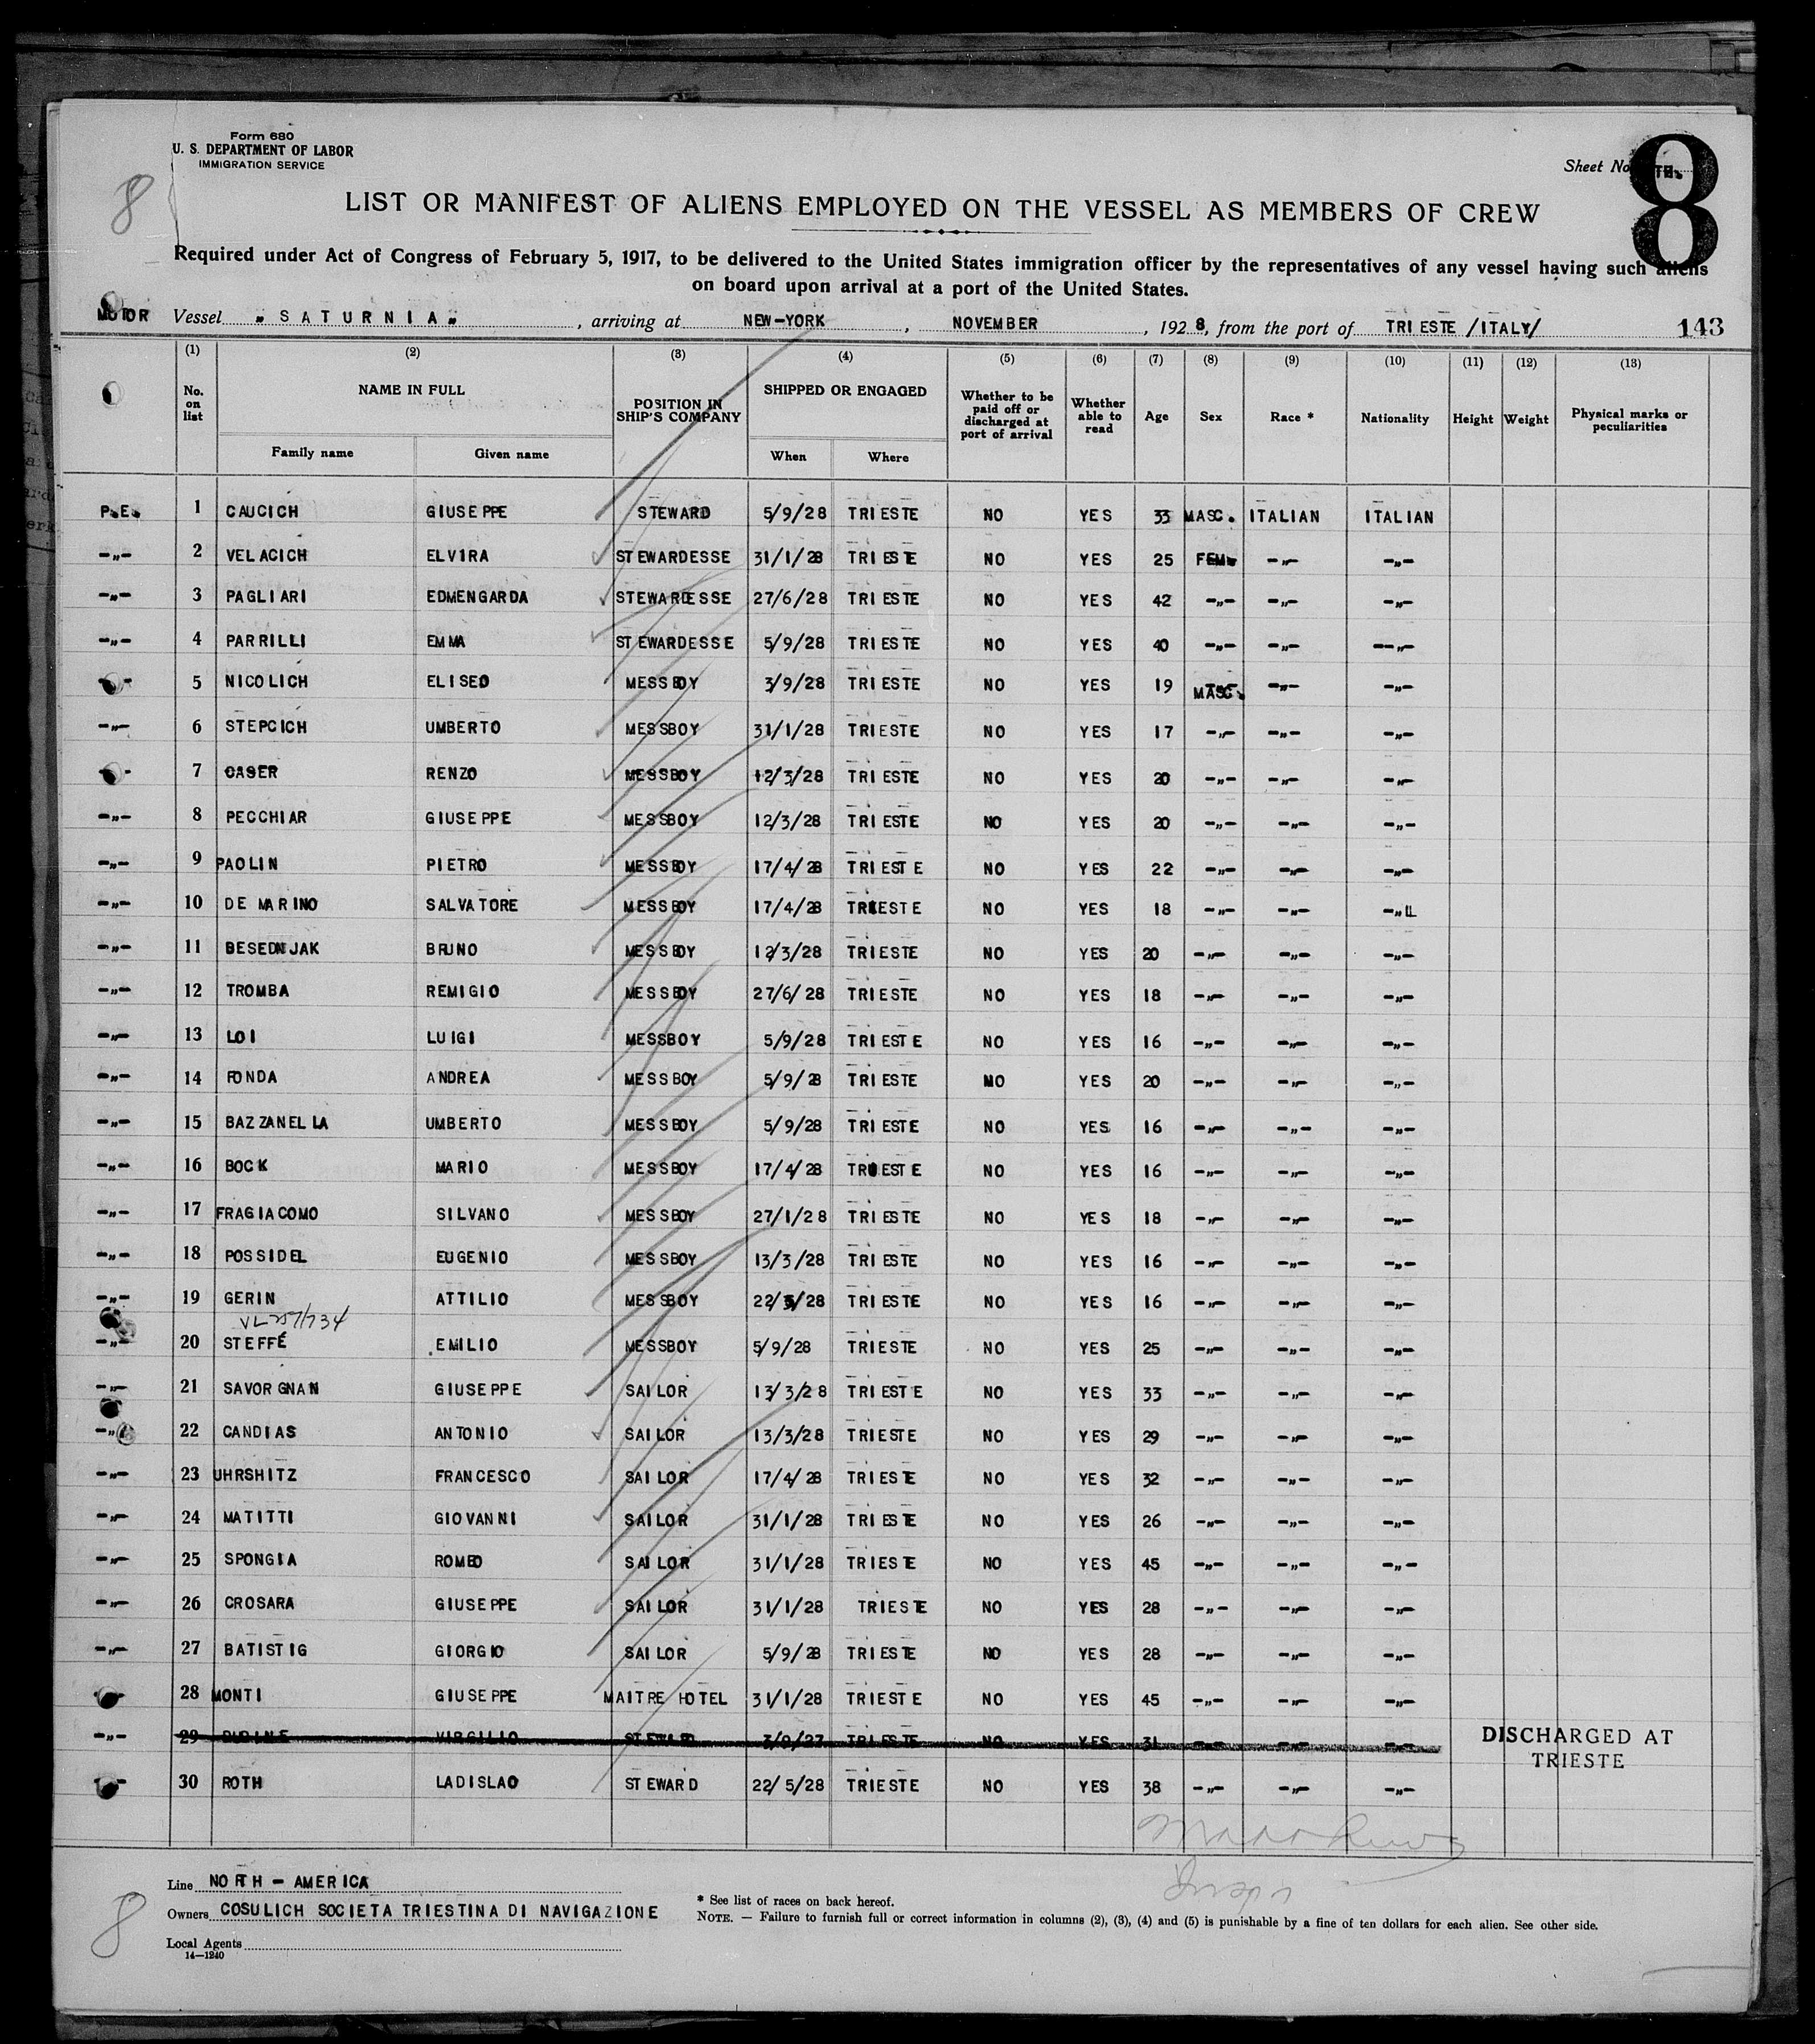 Form 680
U. S. DEPARTMENT OF LABOR
IMMIGRATION SERVICE
Sheet No. TH.
8
8
LIST OR MANIFEST OF ALIENS EMPLOYED ON THE VESSEL AS MEMBERS OF CREW
Required under Act of Congress of February 5, 1917, to be delivered to the United States immigration officer by the representatives of any vessel having such aliens
on board upon arrival at a port of the United States.
MOTOR Vessel „SATURNIA„, arriving at NEW-YORK, NOVEMBER, 1928, from the port of TRIESTE /ITALY/ 143
(1) (2) (3) (4) (5) (6) (7) (8) (9) (10) (11) (12) (13)
No. on list NAME IN FULL POSITION IN SHIP'S COMPANY SHIPPED OR ENGAGED Whether to be paid off or discharged at port of arrival Whether able to read Age Sex Race * Nationality Height Weight Physical marks or peculiarities
Family name Given name When Where
P.E. 1 CAUCICH GIUSEPPE STEWARD 5/9/28 TRIESTE NO YES 33 MASC. ITALIAN ITALIAN
-„- 2 VELACICH ELVIRA STEWARDESSE 31/1/28 TRIESTE NO YES 25 FEM. -„- -„-
-„- 3 PAGLIARI EDMENGARDA STEWARDESSE 27/6/28 TRIESTE NO YES 42 -„- -„- -„-
-„- 4 PARRILLI EMMA STEWARDESSE 5/9/28 TRIESTE NO YES 40 -„- -„- --„-
-„- 5 NICOLICH ELISEO MESSBOY 3/9/28 TRIESTE NO YES 19 MASC. -„- -„-
-„- 6 STEPCICH UMBERTO MESSBOY 31/1/28 TRIESTE NO YES 17 -„- -„- -„-
-„- 7 CASER RENZO MESSBOY 12/3/28 TRIESTE NO YES 20 -„- -„- -„-
-„- 8 PECCHIAR GIUSEPPE MESSBOY 12/3/28 TRIESTE NO YES 20 -„- -„- -„-
-„- 9 PAOLIN PIETRO MESSBOY 17/4/28 TRIESTE NO YES 22 -„- -„- -„-
-„- 10 DE MARINO SALVATORE MESSBOY 17/4/28 TRIESTE NO YES 18 -„- -„- -„-
-„- 11 BESEDNJAK BRUNO MESSBOY 12/3/28 TRIESTE NO YES 20 -„- -„- -„-
-„- 12 TROMBA REMIGIO MESSBOY 27/6/28 TRIESTE NO YES 18 -„- -„- -„-
-„- 13 LOI LUIGI MESSBOY 5/9/28 TRIESTE NO YES 16 -„- -„- -„-
-„- 14 FONDA ANDREA MESSBOY 5/9/28 TRIESTE NO YES 20 -„- -„- -„-
-„- 15 BAZZANELLA UMBERTO MESSBOY 5/9/28 TRIESTE NO YES 16 -„- -„- -„-
-„- 16 BOCK MARIO MESSBOY 17/4/28 TRIESTE NO YES 16 -„- -„- -„-
-„- 17 FRAGIACOMO SILVANO MESSBOY 27/1/28 TRIESTE NO YES 18 -„- -„- -„-
-„- 18 POSSIDEL EUGENIO MESSBOY 13/3/28 TRIESTE NO YES 16 -„- -„- -„-
-„- 19 GERIN ATTILIO MESSBOY 22/5/28 TRIESTE NO YES 16 -„- -„- -„-
-„- 20 STEFFÉ EMILIO MESSBOY 5/9/28 TRIESTE NO YES 25 -„- -„- -„-
-„- 21 SAVORGNAN GIUSEPPE SAILOR 13/3/28 TRIESTE NO YES 33 -„- -„- -„-
-„- 22 CANDIAS ANTONIO SAILOR 13/3/28 TRIESTE NO YES 29 -„- -„- -„-
-„- 23 UHRSHITZ FRANCESCO SAILOR 17/4/28 TRIESTE NO YES 32 -„- -„- -„-
-„- 24 MATITTI GIOVANNI SAILOR 31/1/28 TRIESTE NO YES 26 -„- -„- -„-
-„- 25 SPONGIA ROMEO SAILOR 31/1/28 TRIESTE NO YES 45 -„- -„- -„-
-„- 26 CROSARA GIUSEPPE SAILOR 31/1/28 TRIESTE NO YES 28 -„- -„- -„-
-„- 27 BATISTIG GIORGIO SAILOR 5/9/28 TRIESTE NO YES 28 -„- -„- -„-
28 MONTI GIUSEPPE MAITRE HOTEL 31/1/28 TRIESTE NO YES 45 -„- -„- -„-
-„- 29 VIRGILIO TRIESTE NO YES 31 -„- -„- -„- DISCHARGED AT
TRIESTE
30 ROTH LADISLAO STEWARD 22/5/28 TRIESTE NO YES 38 -„- -„- -„-
Line NORTH - AMERICA
Owners COSULICH SOCIETA TRIESTINA DI NAVIGAZIONE
Local Agents
14-1240
8
* See list of races on back hereof.
NOTE. — Failure to furnish full or correct information in columns (2), (3), (4) and (5) is punishable by a fine of ten dollars for each alien. See other side.